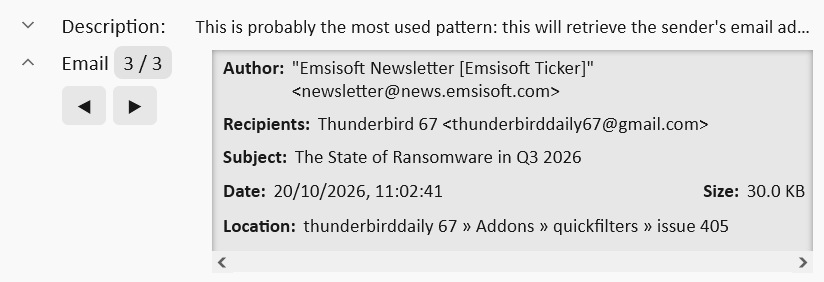 Description: This is probably the most used pattern: this will retrieve the sender's email ad...
Email 3 / 3
Author: "Emsisoft Newsletter [Emsisoft Ticker]"
<newsletter@news.emsisoft.com>
Recipients: Thunderbird 67 <thunderbirddaily67@gmail.com>
Subject: The State of Ransomware in Q3 2026
Date: 20/10/2026, 11:02:41 Size: 30.0 KB
Location: thunderbirddaily 67 » Addons » quickfilters » issue 405